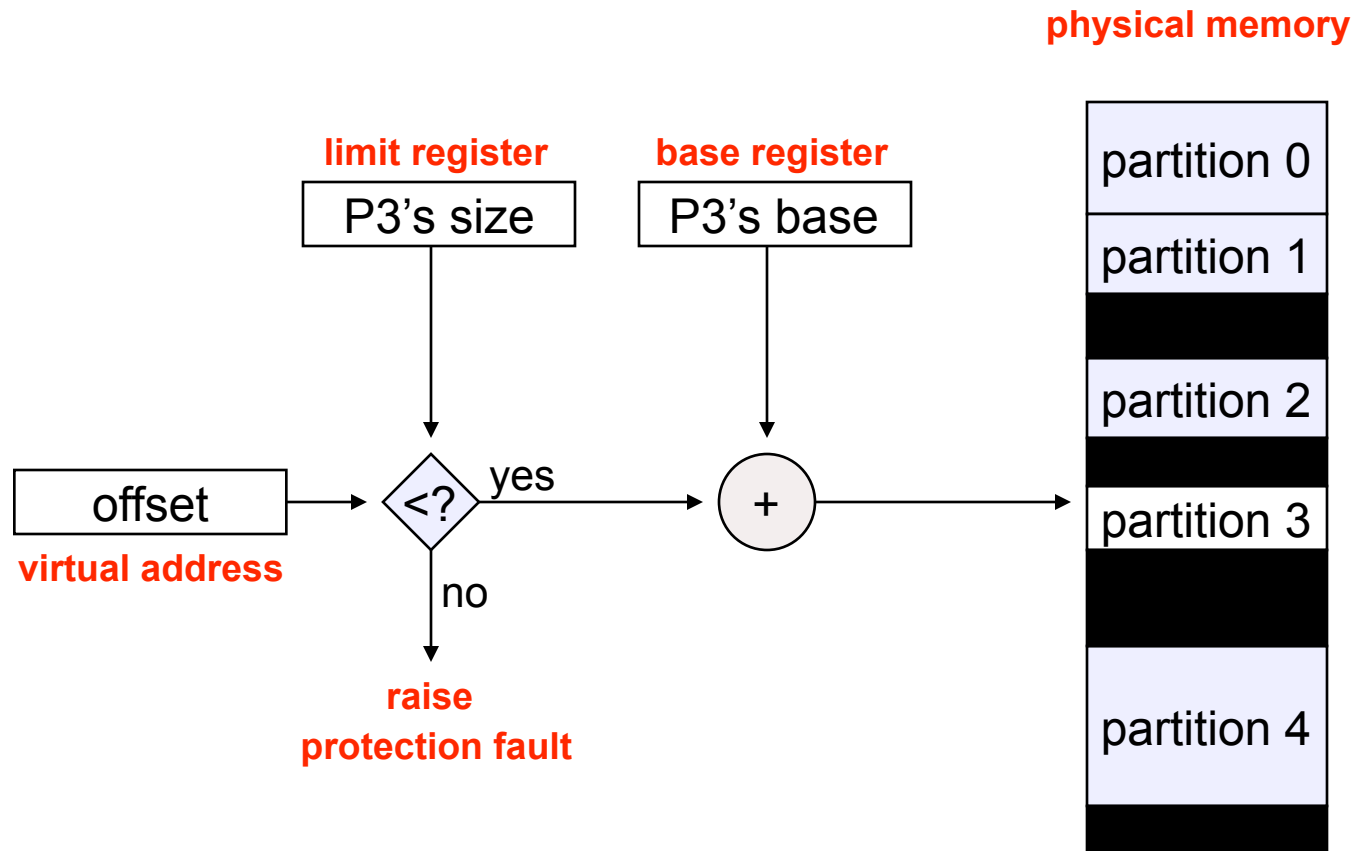 physical memory
limit register
base register
P3’s size
P3’s base
partition 0
partition 1
partition 2
partition 3
partition 4
offset
virtual address
<?
yes
+
no
raise
protection fault